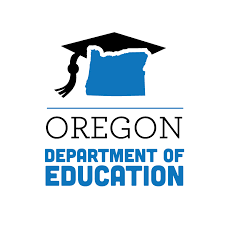 OREGON
DEPARTMENT OF
EDUCATION